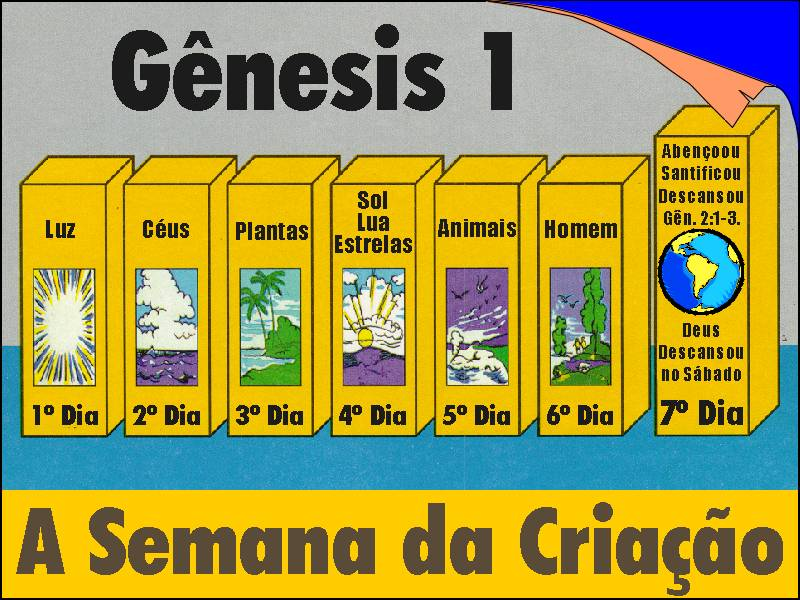 Gênesis 1
Luz
1º Dia
Céus
2º Dia
Plantas
3º Dia
Sol
Lua
Estrelas
4º Dia
Animais
5º Dia
Homem
6º Dia
Abençoou
Santificou
Descansou
Gên. 2:1-3.
Deus
Descansou
no Sábado
7º Dia
A Semana da Criação